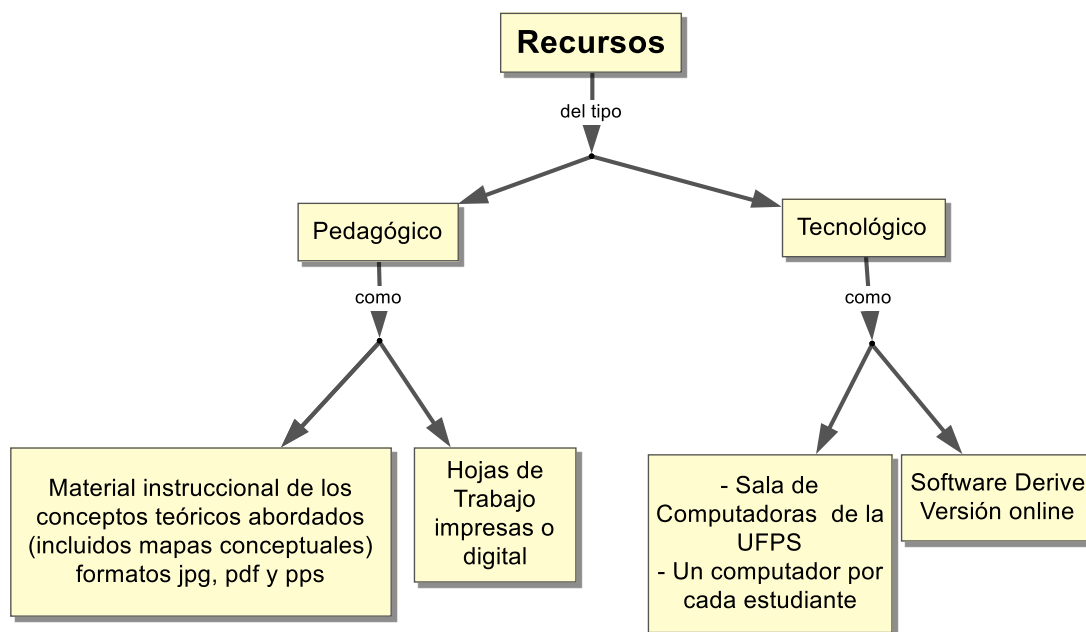 Recursos
del tipo
Pedagógico
Tecnológico
como
como
Material instruccional de los
conceptos teóricos abordados
(incluidos mapas conceptuales)
formatos jpg, pdf y pps
Hojas de
Trabajo
impresas o
digital
- Sala de
Computadoras de la
UFPS
- Un computador por
cada estudiante
Software Derive
Versión online